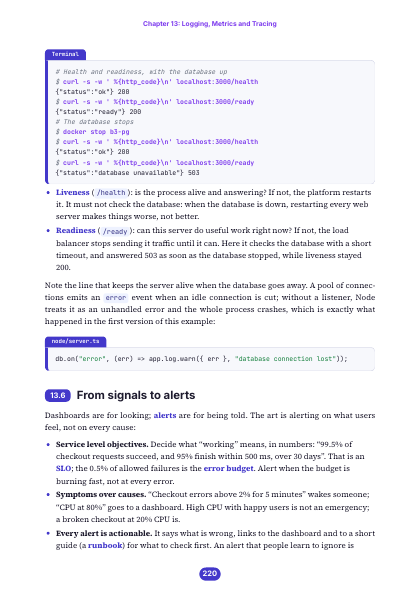 Chapter 13: Logging, Metrics and Tracing
Terminal
# Health and readiness, with the database up
$ curl -s -w ' %{http_code}\n' localhost:3000/health
{"status":"ok"} 200
$ curl -s -w ' %{http_code}\n' localhost:3000/ready
{"status":"ready"} 200
# The database stops
$ docker stop b3-pg
$ curl -s -w ' %{http_code}\n' localhost:3000/health
{"status":"ok"} 200
$ curl -s -w ' %{http_code}\n' localhost:3000/ready
{"status":"database unavailable"} 503
• Liveness ( /health ): is the process alive and answering? If not, the platform restarts
it. It must not check the database: when the database is down, restarting every web
server makes things worse, not better.
• Readiness ( /ready ): can this server do useful work right now? If not, the load
balancer stops sending it traffic until it can. Here it checks the database with a short
timeout, and answered 503 as soon as the database stopped, while liveness stayed
200.
Note the line that keeps the server alive when the database goes away. A pool of connec-
tions emits an error event when an idle connection is cut; without a listener, Node
treats it as an unhandled error and the whole process crashes, which is exactly what
happened in the first version of this example:
node/server.ts
db.on("error", (err) => app.log.warn({ err }, "database connection lost"));
13.6 From signals to alerts
Dashboards are for looking; alerts are for being told. The art is alerting on what users
feel, not on every cause:
• Service level objectives. Decide what “working” means, in numbers: “99.5% of
checkout requests succeed, and 95% finish within 500 ms, over 30 days”. That is an
SLO; the 0.5% of allowed failures is the error budget. Alert when the budget is
burning fast, not at every error.
• Symptoms over causes. “Checkout errors above 2% for 5 minutes” wakes someone;
“CPU at 80%” goes to a dashboard. High CPU with happy users is not an emergency;
a broken checkout at 20% CPU is.
• Every alert is actionable. It says what is wrong, links to the dashboard and to a short
guide (a runbook) for what to check first. An alert that people learn to ignore is
220